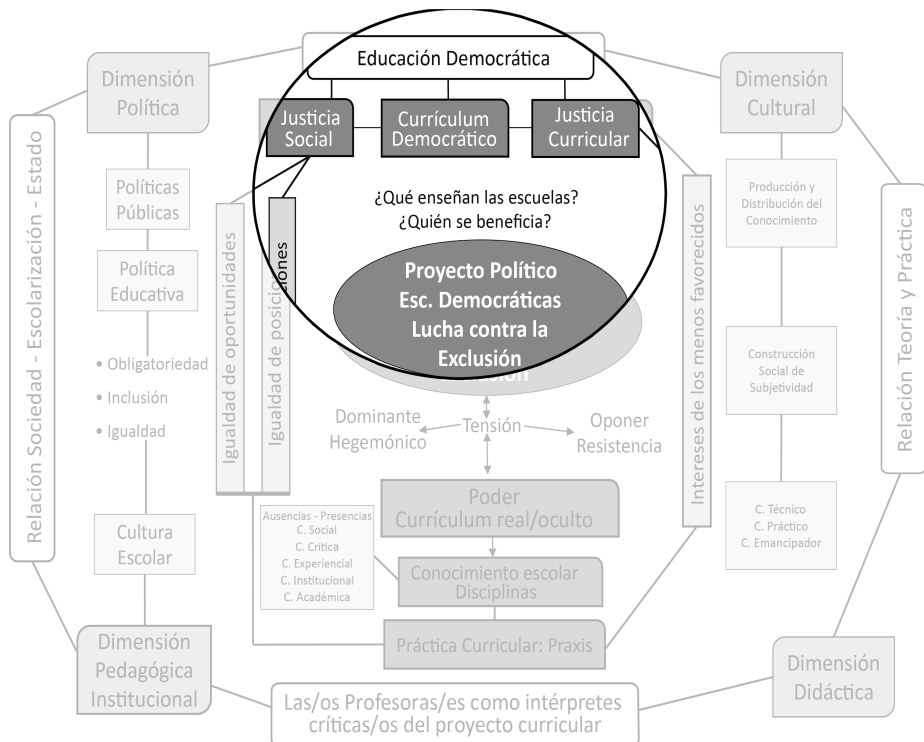 Educación Democrática
Dimensión
Política
Dimensión
Cultural
Justicia
Social
Currículum
Democrático
Justicia
Curricular
Relación Sociedad - Escolarización - Estado
Políticas
Públicas
Política
Educativa
• Obligatoriedad
• Inclusión
• Igualdad
Cultura
Escolar
Igualdad de oportunidades
Igualdad de posiciones
¿Qué enseñan las escuelas?
¿Quién se beneficia?
Proyecto Político
Esc. Democráticas
Lucha contra la
Exclusión
Dominante
Hegemónico
Tensión
Oponer
Resistencia
Poder
Currículum real/oculto
Ausencias - Presencias
C. Social
C. Crítica
C. Experiencial
C. Institucional
C. Académica
Conocimiento escolar
Disciplinas
Práctica Curricular: Praxis
Intereses de los menos favorecidos
Producción y
Distribución del
Conocimiento
Construcción
Social de
Subjetividad
C. Técnico
C. Práctico
C. Emancipador
Relación Teoría y Práctica
Dimensión
Pedagógica
Institucional
Las/os Profesoras/es como intérpretes
críticas/os del proyecto curricular
Dimensión
Didáctica